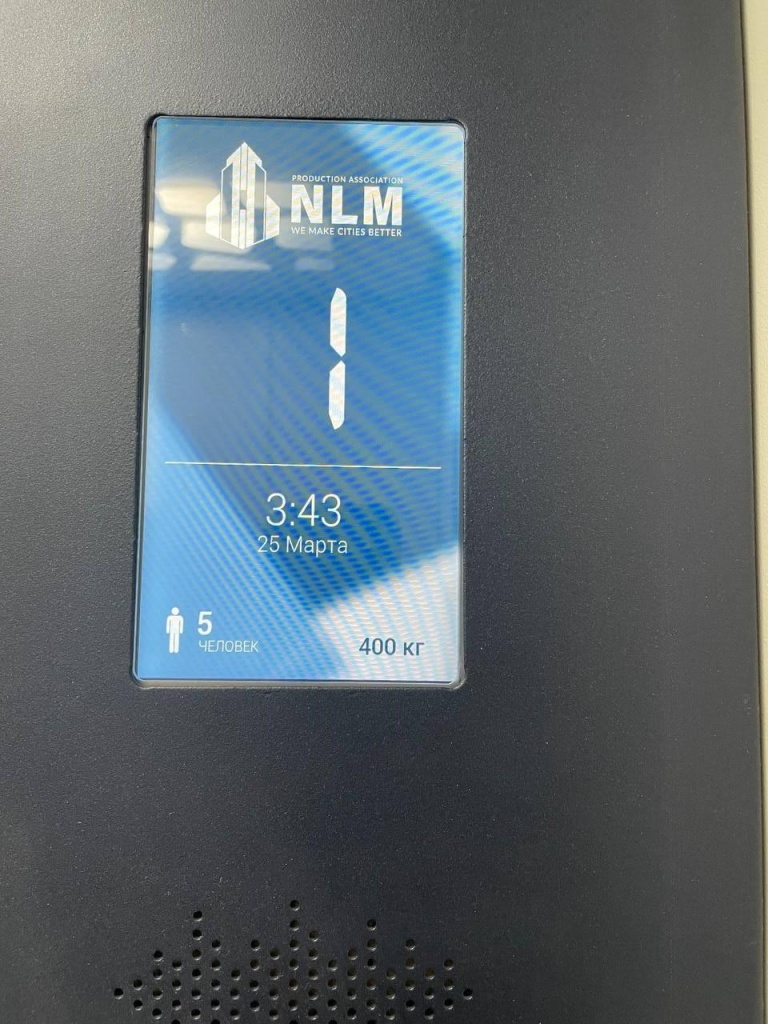 PRODUCTION ASSOCIATION
NLM
WE MAKE CITIES BETTER
1
3:43
25 Марта
5
ЧЕЛОВЕК
400 кг